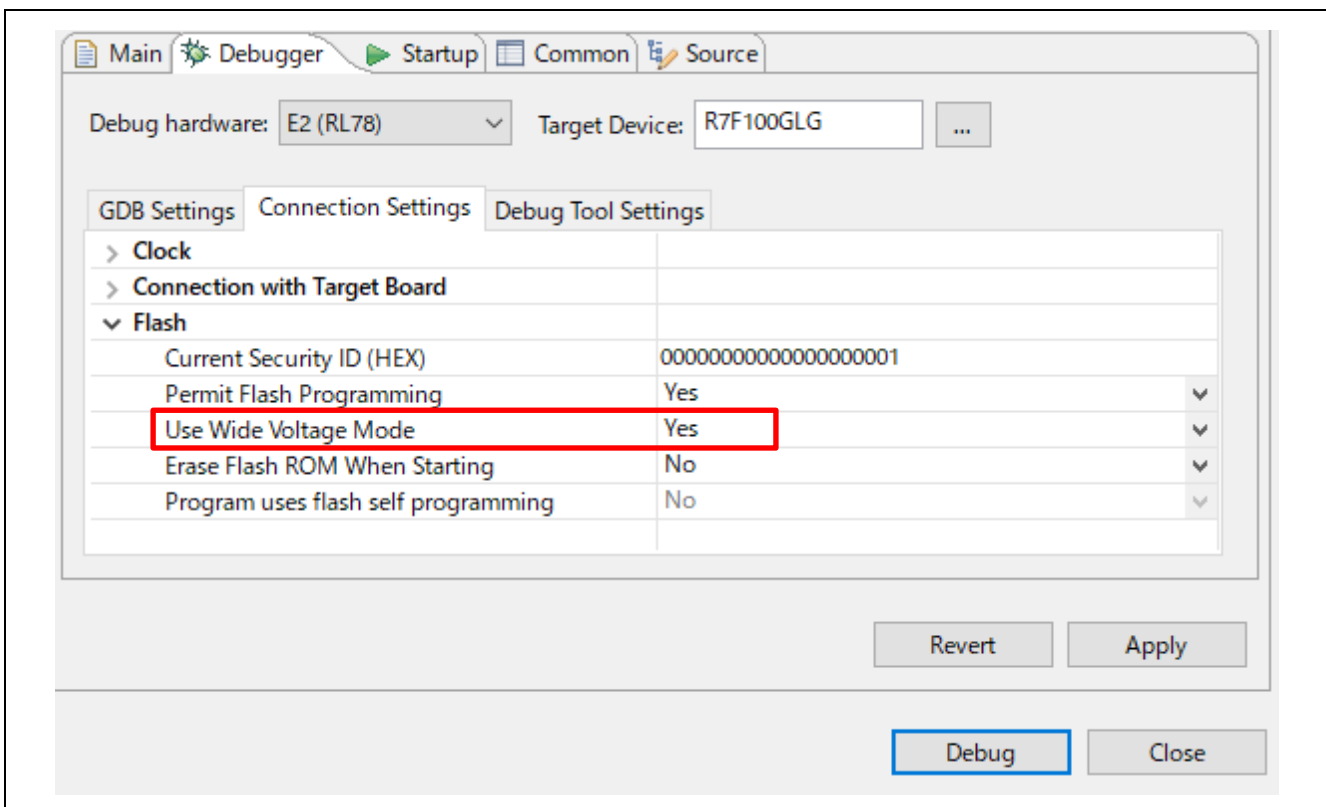 Main Debugger Startup Common Source
Debug hardware: E2 (RL78) Target Device: R7F100GLG ...
GDB Settings Connection Settings Debug Tool Settings
Clock
Connection with Target Board
Flash
Current Security ID (HEX) 00000000000000000001
Permit Flash Programming Yes
Use Wide Voltage Mode Yes
Erase Flash ROM When Starting No
Program uses flash self programming No
Revert Apply
Debug Close